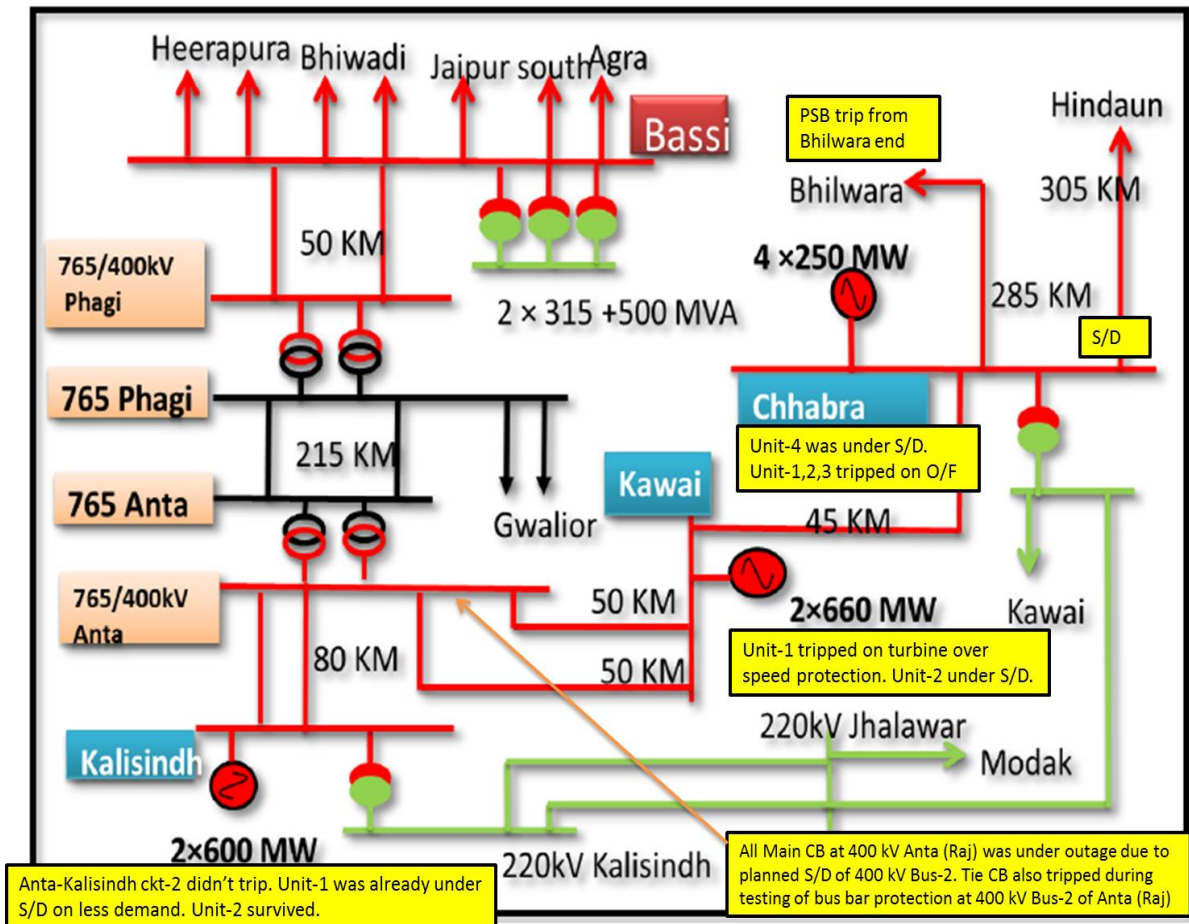 Heerapura
Bhiwadi
Jaipur south
Agra
Bassi
PSB trip from
Bhilwara end
Hindaun
Bhilwara
305 KM
50 KM
765/400kV
Phagi
4 ×250 MW
285 KM
2 × 315 +500 MVA
S/D
765 Phagi
Chhabra
215 KM
Unit-4 was under S/D.
Unit-1,2,3 tripped on O/F
Kawai
765 Anta
Gwalior
45 KM
765/400kV
Anta
50 KM
2×660 MW
Kawai
80 KM
50 KM
Unit-1 tripped on turbine over
speed protection. Unit-2 under S/D.
220kV Jhalawar
Kalisindh
Modak
2×600 MW
220kV Kalisindh
All Main CB at 400 kV Anta (Raj) was under outage due to
planned S/D of 400 kV Bus-2. Tie CB also tripped during
testing of bus bar protection at 400 kV Bus-2 of Anta (Raj)
Anta-Kalisindh ckt-2 didn't trip. Unit-1 was already under
S/D on less demand. Unit-2 survived.